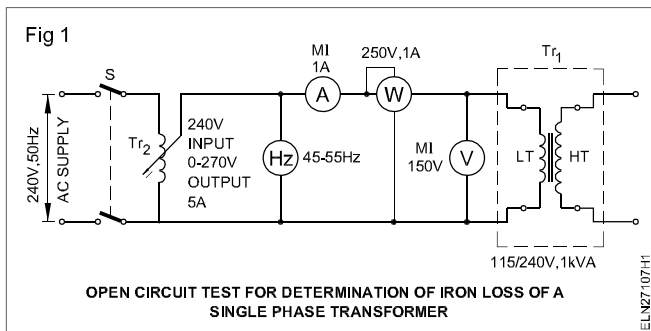 Fig 1
S
240V,50Hz
AC SUPPLY
Tr2
240V
INPUT
0-270V
OUTPUT
5A
MI
1A
A
250V,1A
W
Hz
45-55Hz
MI
150V
V
Tr1
LT
HT
115/240V,1kVA
OPEN CIRCUIT TEST FOR DETERMINATION OF IRON LOSS OF A
SINGLE PHASE TRANSFORMER
ELN27107H1